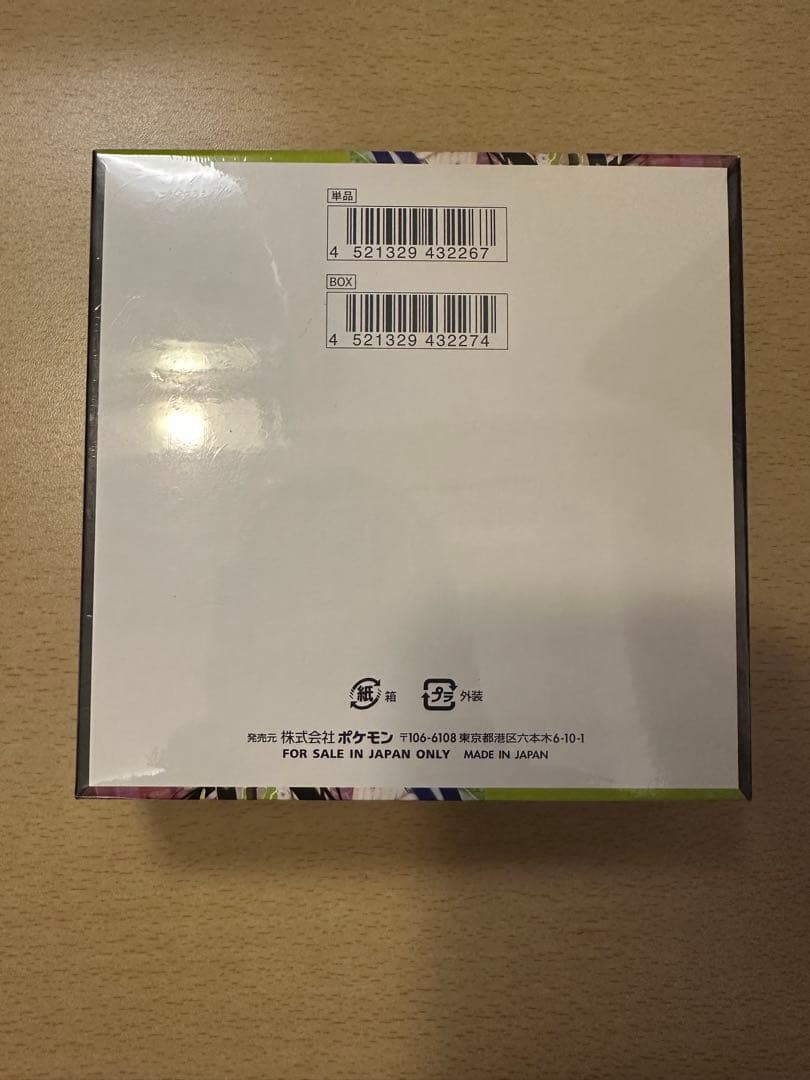 単品
4 521329 432267
BOX
4 521329 432274
紙 箱 プラ 外装
発売元 株式会社 ポケモン 〒106-6108 東京都港区六本木6-10-1
FOR SALE IN JAPAN ONLY MADE IN JAPAN